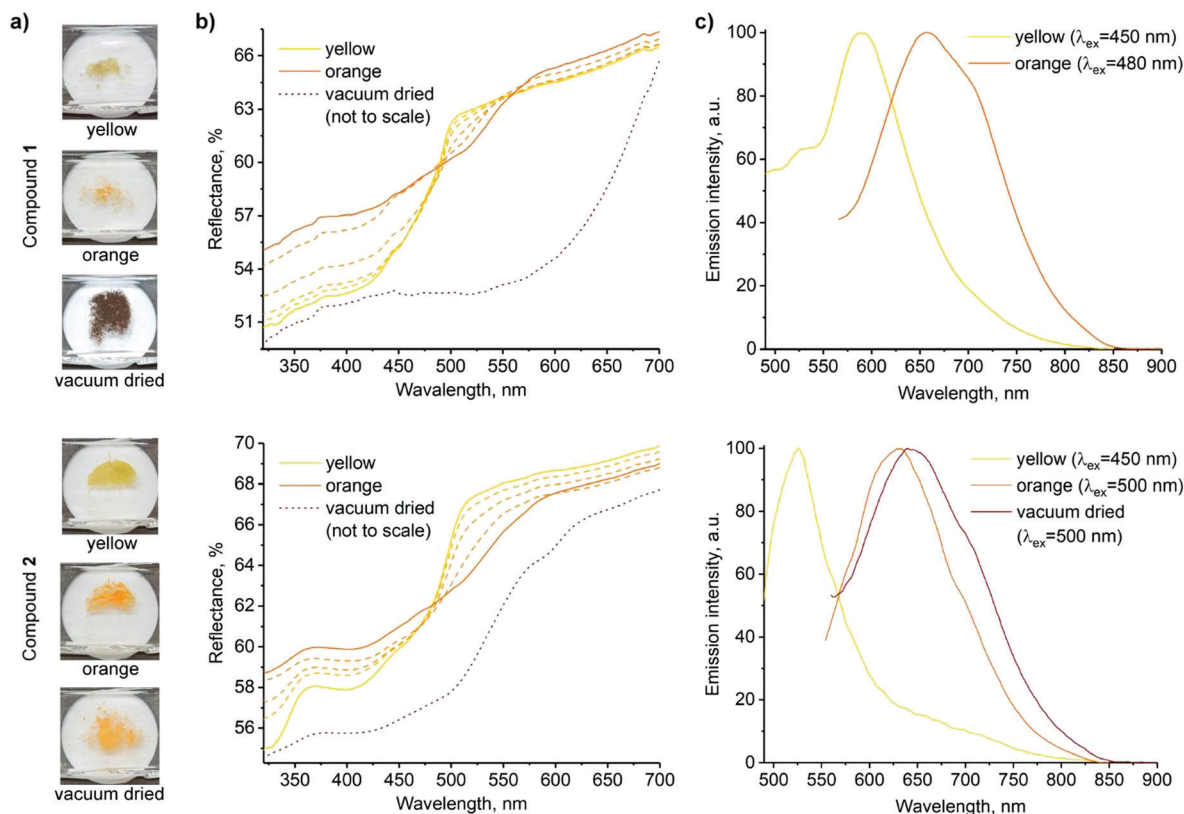 a)
Compound 1
yellow
orange
vacuum dried
b)
66
63
60
57
54
51
Reflectance, %
yellow
orange
vacuum dried
(not to scale)
350 400 450 500 550 600 650 700
Wavelength, nm
c)
100
80
60
40
20
0
Emission intensity, a.u.
yellow (λex=450 nm)
orange (λex=480 nm)
500 550 600 650 700 750 800 850 900
Wavelength, nm
Compound 2
yellow
orange
vacuum dried
70
68
66
64
62
60
58
56
Reflectance, %
yellow
orange
vacuum dried
(not to scale)
350 400 450 500 550 600 650 700
Wavelength, nm
100
80
60
40
20
0
Emission intensity, a.u.
yellow (λex=450 nm)
orange (λex=500 nm)
vacuum dried
(λex=500 nm)
500 550 600 650 700 750 800 850 900
Wavelength, nm